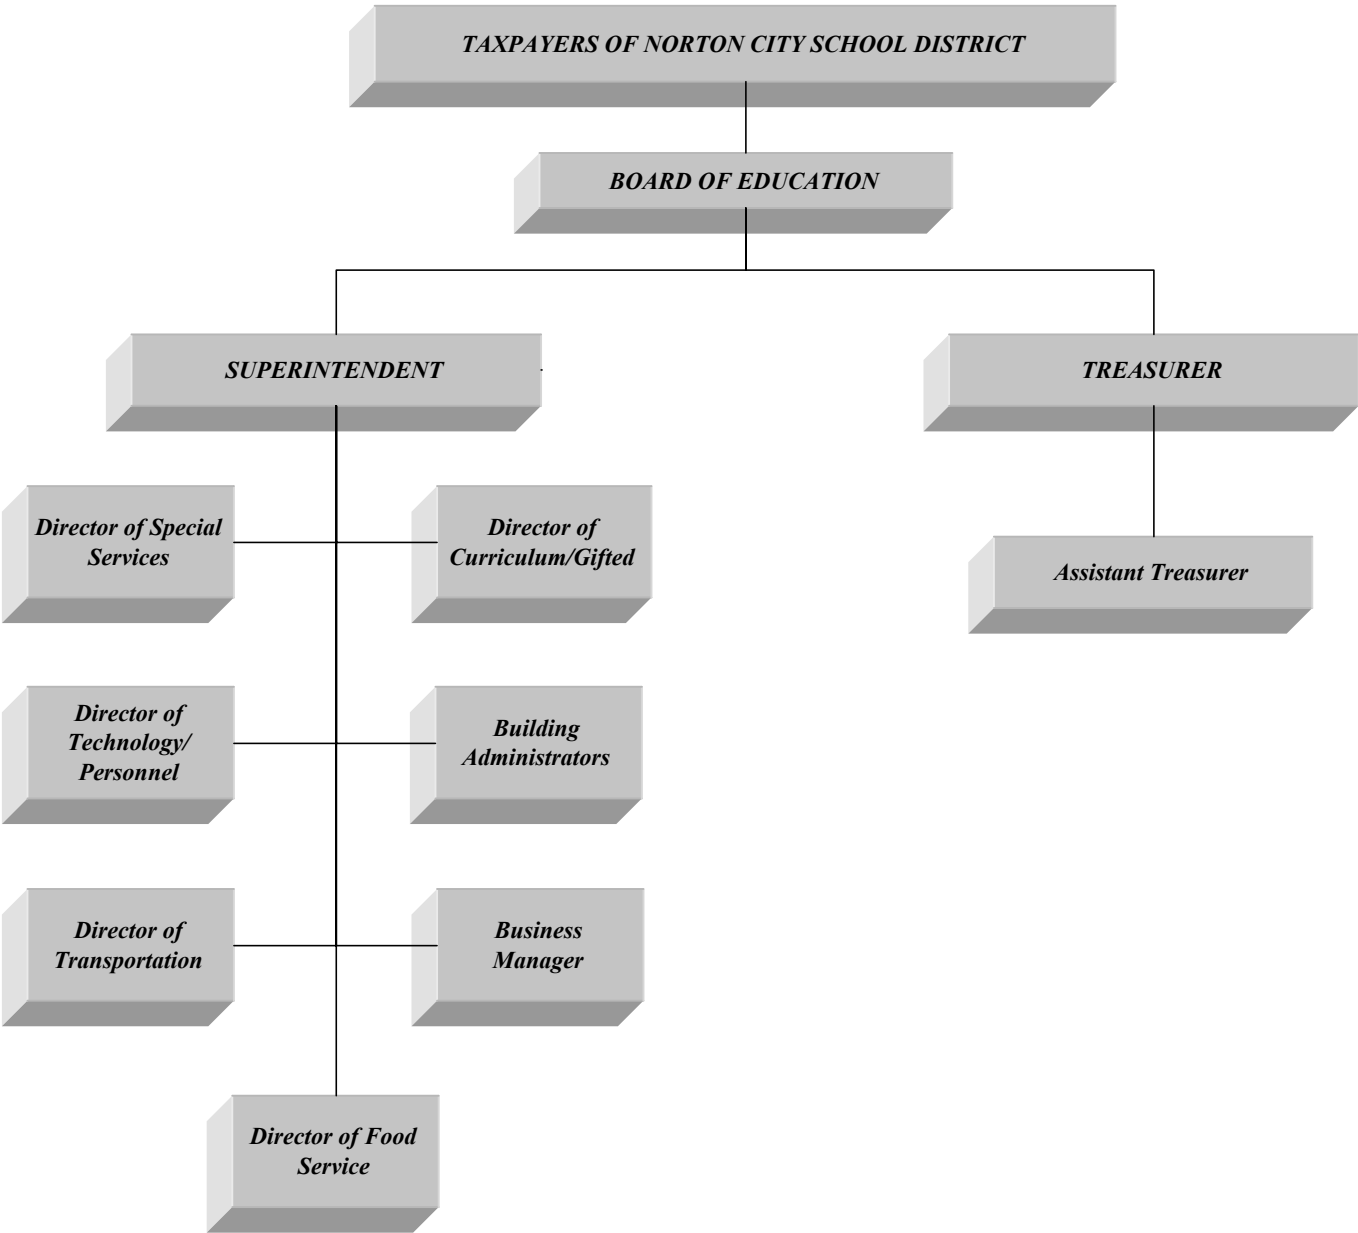 TAXPAYERS OF NORTON CITY SCHOOL DISTRICT
BOARD OF EDUCATION
SUPERINTENDENT
TREASURER
Director of Special
Services
Director of
Curriculum/Gifted
Assistant Treasurer
Director of
Technology/
Personnel
Building
Administrators
Director of
Transportation
Business
Manager
Director of Food
Service